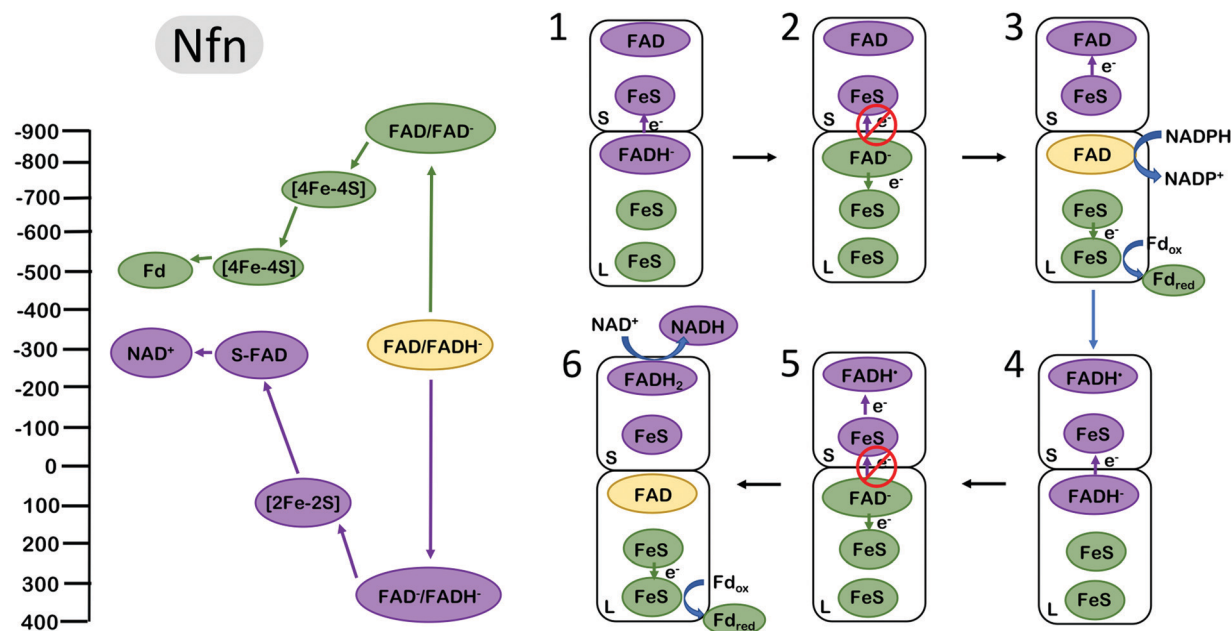 Nfn
-900
-800
-700
-600
-500
-400
-300
-200
-100
0
100
200
300
400
FAD/FAD-
[4Fe-4S]
[4Fe-4S]
Fd
FAD/FADH-
NAD+
S-FAD
[2Fe-2S]
FAD-/FADH-
1
FAD
FeS
S
e-
FADH-
FeS
L
FeS
2
FAD
FeS
S
e-
FAD-
e-
FeS
L
FeS
3
FAD
e-
FeS
S
FAD
NADPH
NADP+
FeS
e-
FeS
L
Fdox
Fdred
4
FADH•
FeS
S
e-
FADH-
FeS
L
FeS
5
FADH•
e-
FeS
S
e-
FAD-
e-
FeS
L
FeS
6
NAD+
NADH
FADH2
FeS
S
FAD
FeS
e-
FeS
L
Fdox
Fdred